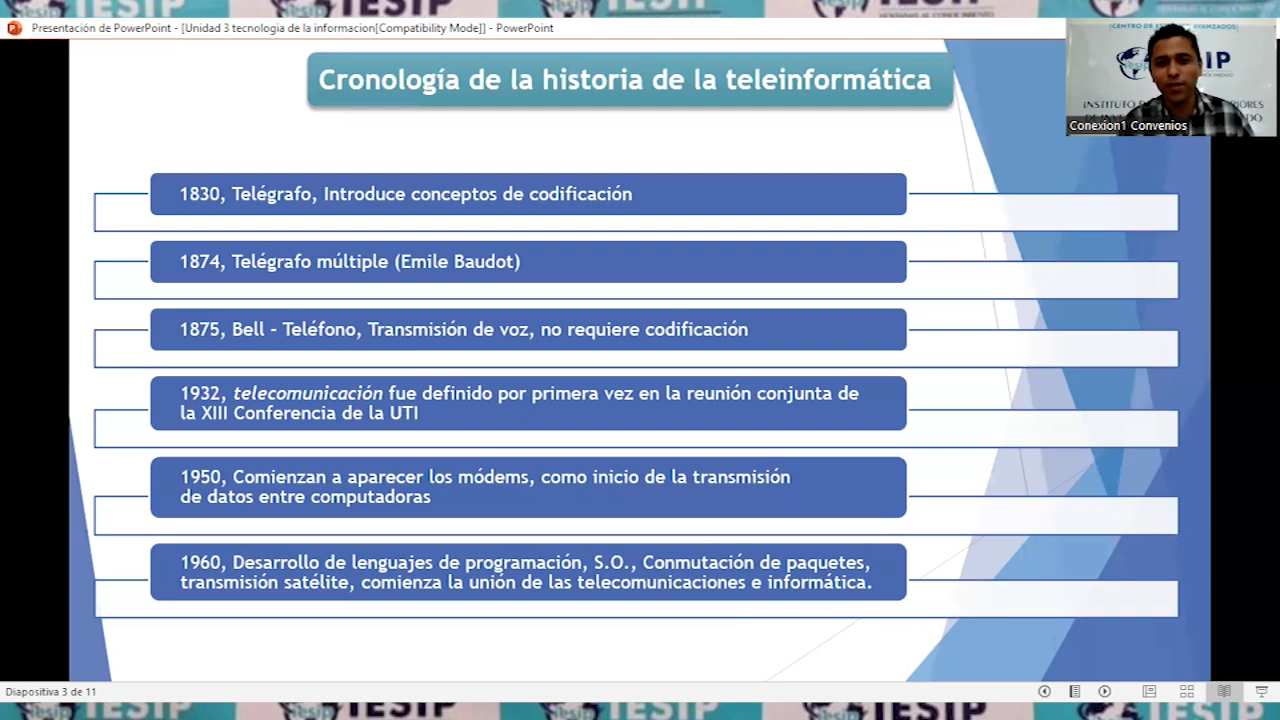 IESIP
Presentación de PowerPoint - [Unidad 3 tecnologia de la informacion[Compatibility Mode]] - PowerPoint
Cronología de la historia de la teleinformática
1830, Telégrafo, Introduce conceptos de codificación
1874, Telégrafo múltiple (Emile Baudot)
1875, Bell – Teléfono, Transmisión de voz, no requiere codificación
1932, telecomunicación fue definido por primera vez en la reunión conjunta de
la XIII Conferencia de la UTI
1950, Comienzan a aparecer los módems, como inicio de la transmisión
de datos entre computadoras
1960, Desarrollo de lenguajes de programación, S.O., Conmutación de paquetes,
transmisión satélite, comienza la unión de las telecomunicaciones e informática.
Conexion1 Convenios
Diapositiva 3 de 11
IESIP
IESIP
IESIP
IESIP